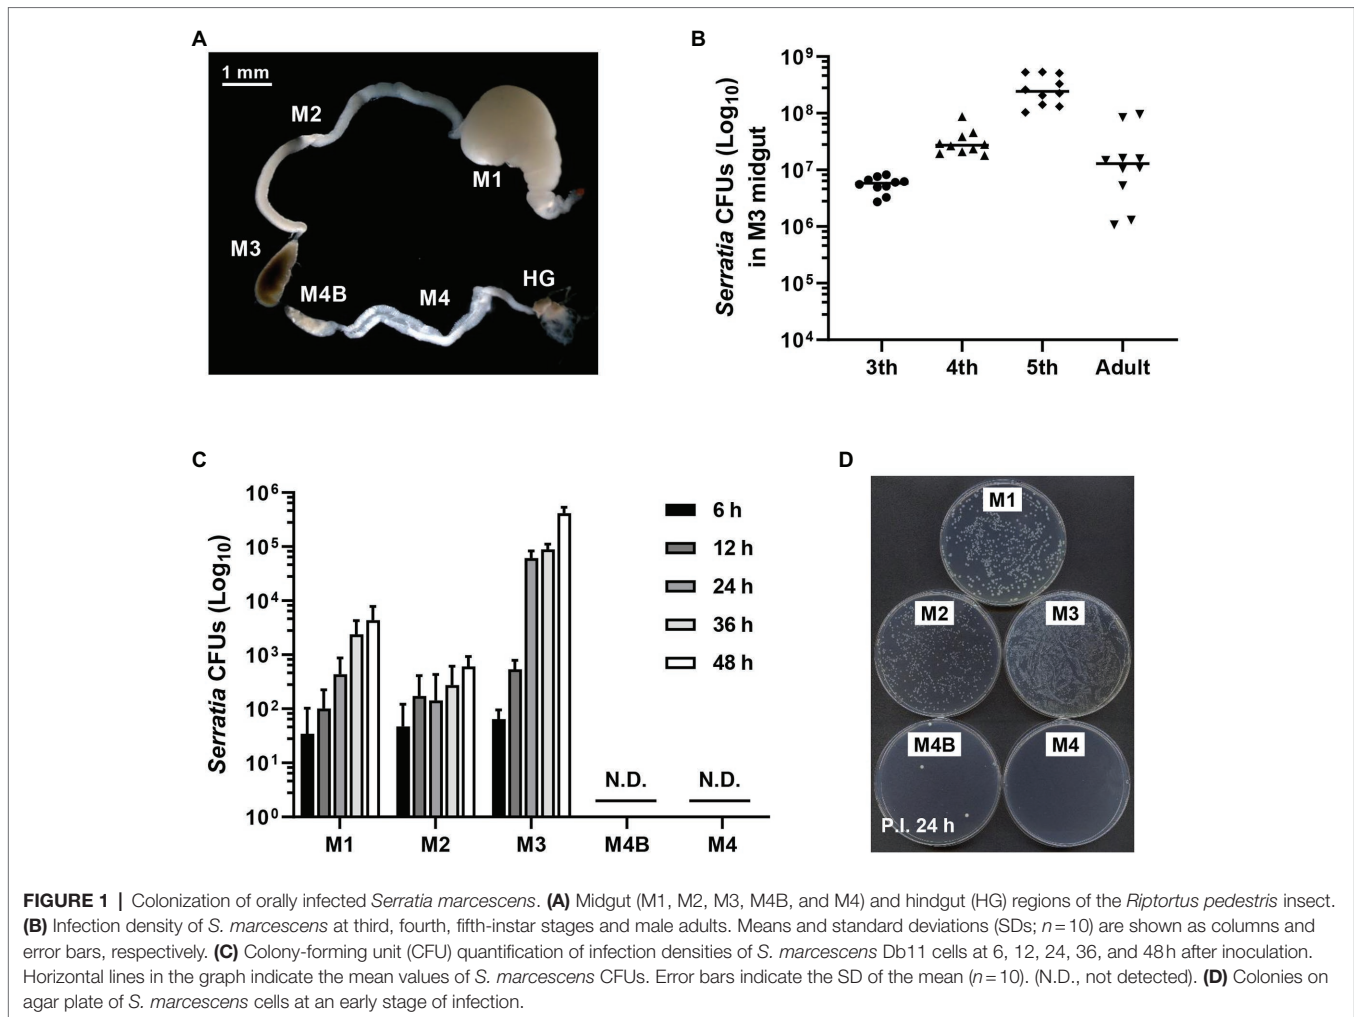 A
1 mm
M2
M1
M3
M4B
M4
HG
B
Serratia CFUs (Log₁₀)
in M3 midgut
10⁹
10⁸
10⁷
10⁶
10⁵
10⁴
3th 4th 5th Adult
C
Serratia CFUs (Log₁₀)
10⁶
10⁵
10⁴
10³
10²
10¹
10⁰
6 h
12 h
24 h
36 h
48 h
N.D. N.D.
M1 M2 M3 M4B M4
D
M1
M2 M3
M4B M4
P.I. 24 h
FIGURE 1 | Colonization of orally infected Serratia marcescens. (A) Midgut (M1, M2, M3, M4B, and M4) and hindgut (HG) regions of the Riptortus pedestris insect.
(B) Infection density of S. marcescens at third, fourth, fifth-instar stages and male adults. Means and standard deviations (SDs; n=10) are shown as columns and
error bars, respectively. (C) Colony-forming unit (CFU) quantification of infection densities of S. marcescens Db11 cells at 6, 12, 24, 36, and 48h after inoculation.
Horizontal lines in the graph indicate the mean values of S. marcescens CFUs. Error bars indicate the SD of the mean (n=10). (N.D., not detected). (D) Colonies on
agar plate of S. marcescens cells at an early stage of infection.